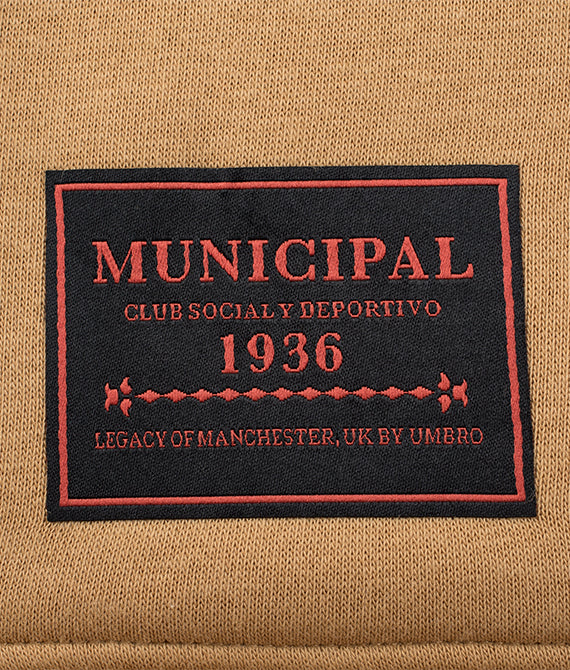 MUNICIPAL
CLUB SOCIAL Y DEPORTIVO
1936
LEGACY OF MANCHESTER, UK BY UMBRO